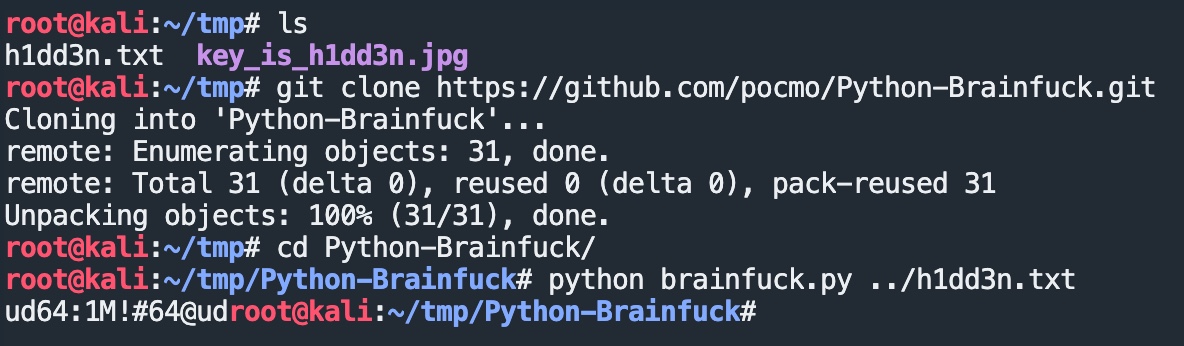 root@kali:~/tmp# ls
h1dd3n.txt  key_is_h1dd3n.jpg
root@kali:~/tmp# git clone https://github.com/pocmo/Python-Brainfuck.git
Cloning into 'Python-Brainfuck'...
remote: Enumerating objects: 31, done.
remote: Total 31 (delta 0), reused 0 (delta 0), pack-reused 31
Unpacking objects: 100% (31/31), done.
root@kali:~/tmp# cd Python-Brainfuck/
root@kali:~/tmp/Python-Brainfuck# python brainfuck.py ../h1dd3n.txt
ud64:1M!#64@udroot@kali:~/tmp/Python-Brainfuck#